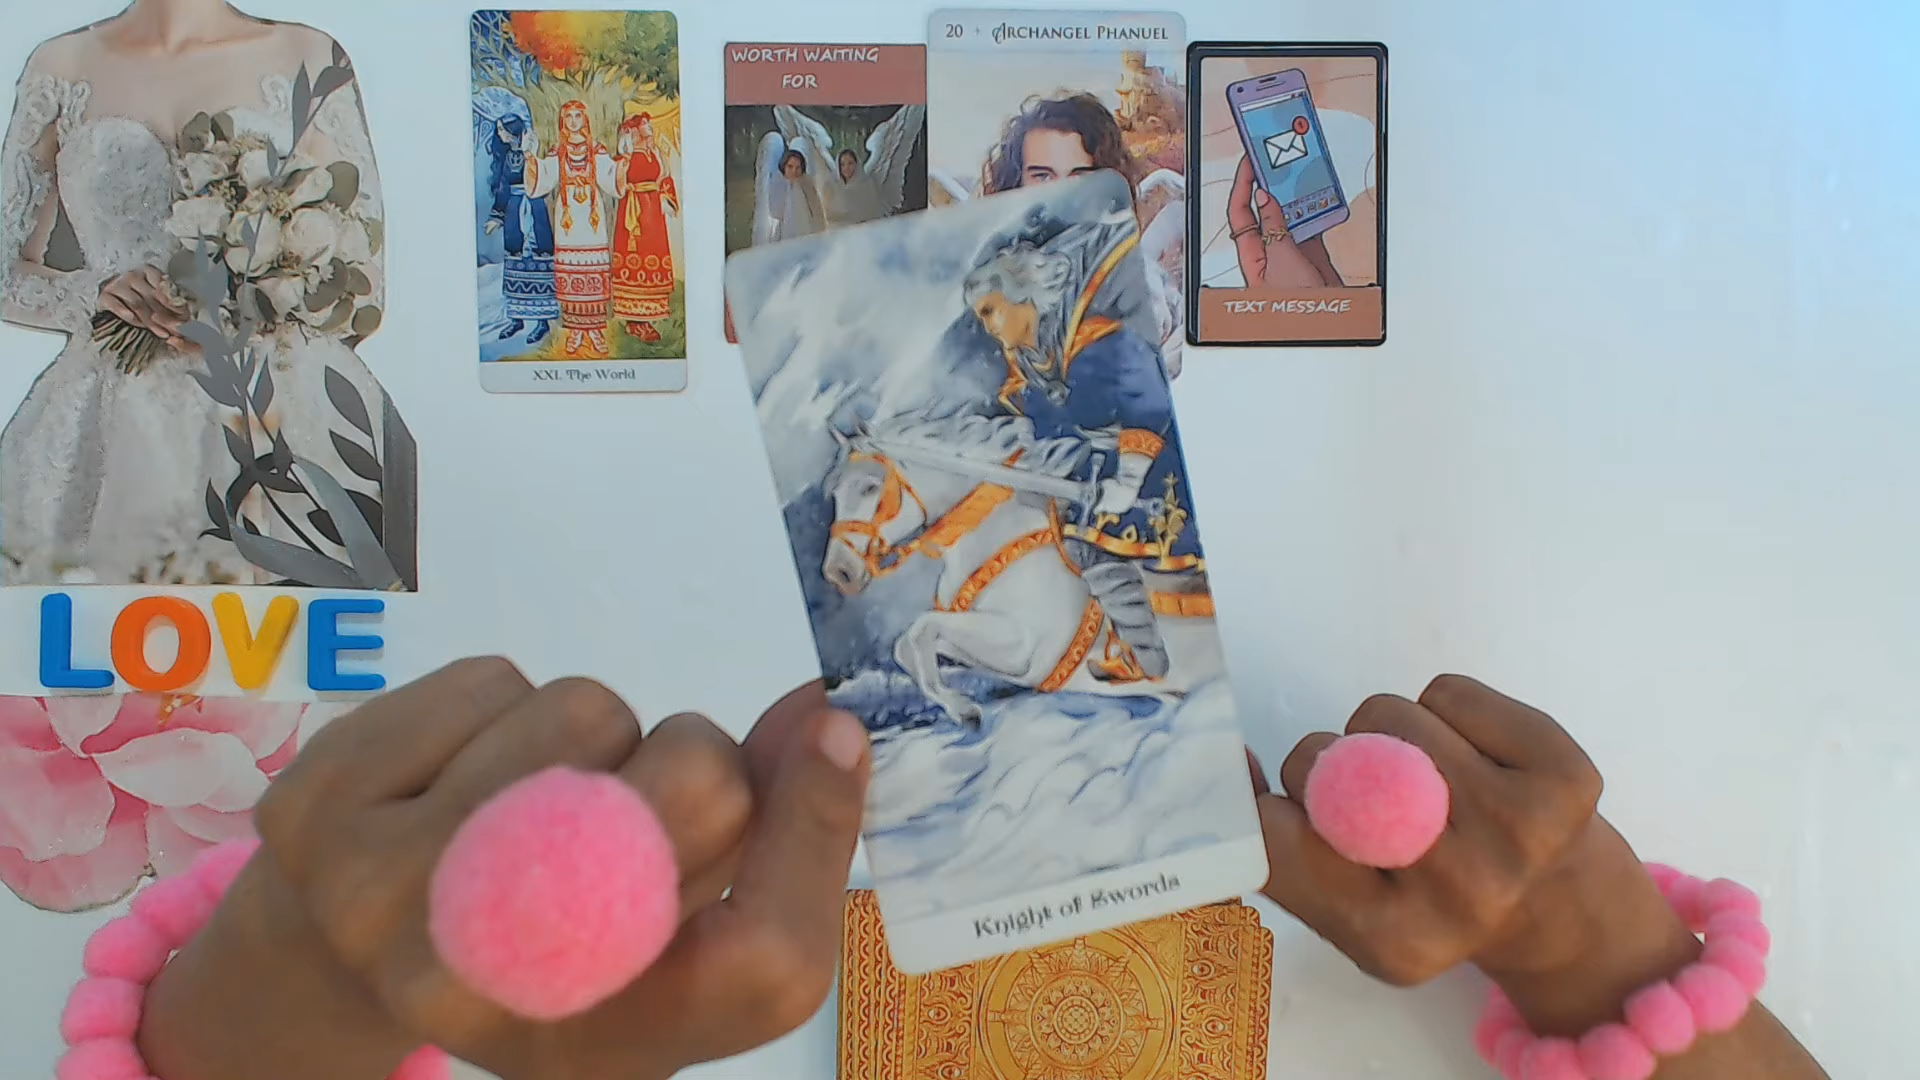 WORTH WAITING
FOR
20 + ARCHANGEL PHANUEL
TEXT MESSAGE
XXI. The World
LOVE
Knight of Swords